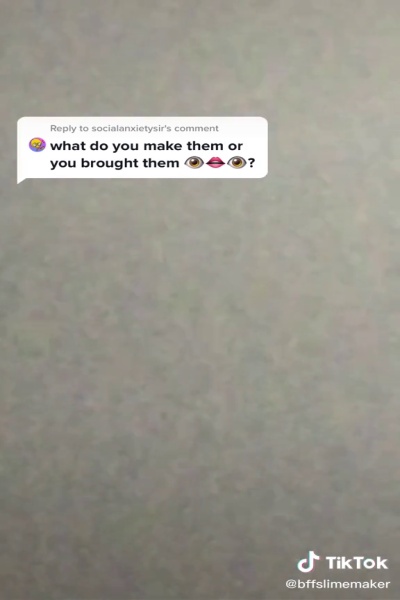 Reply to socialanxietysir's comment
what do you make them or
you brought them 👁️👄👁️?
TikTok
@bffslimemaker